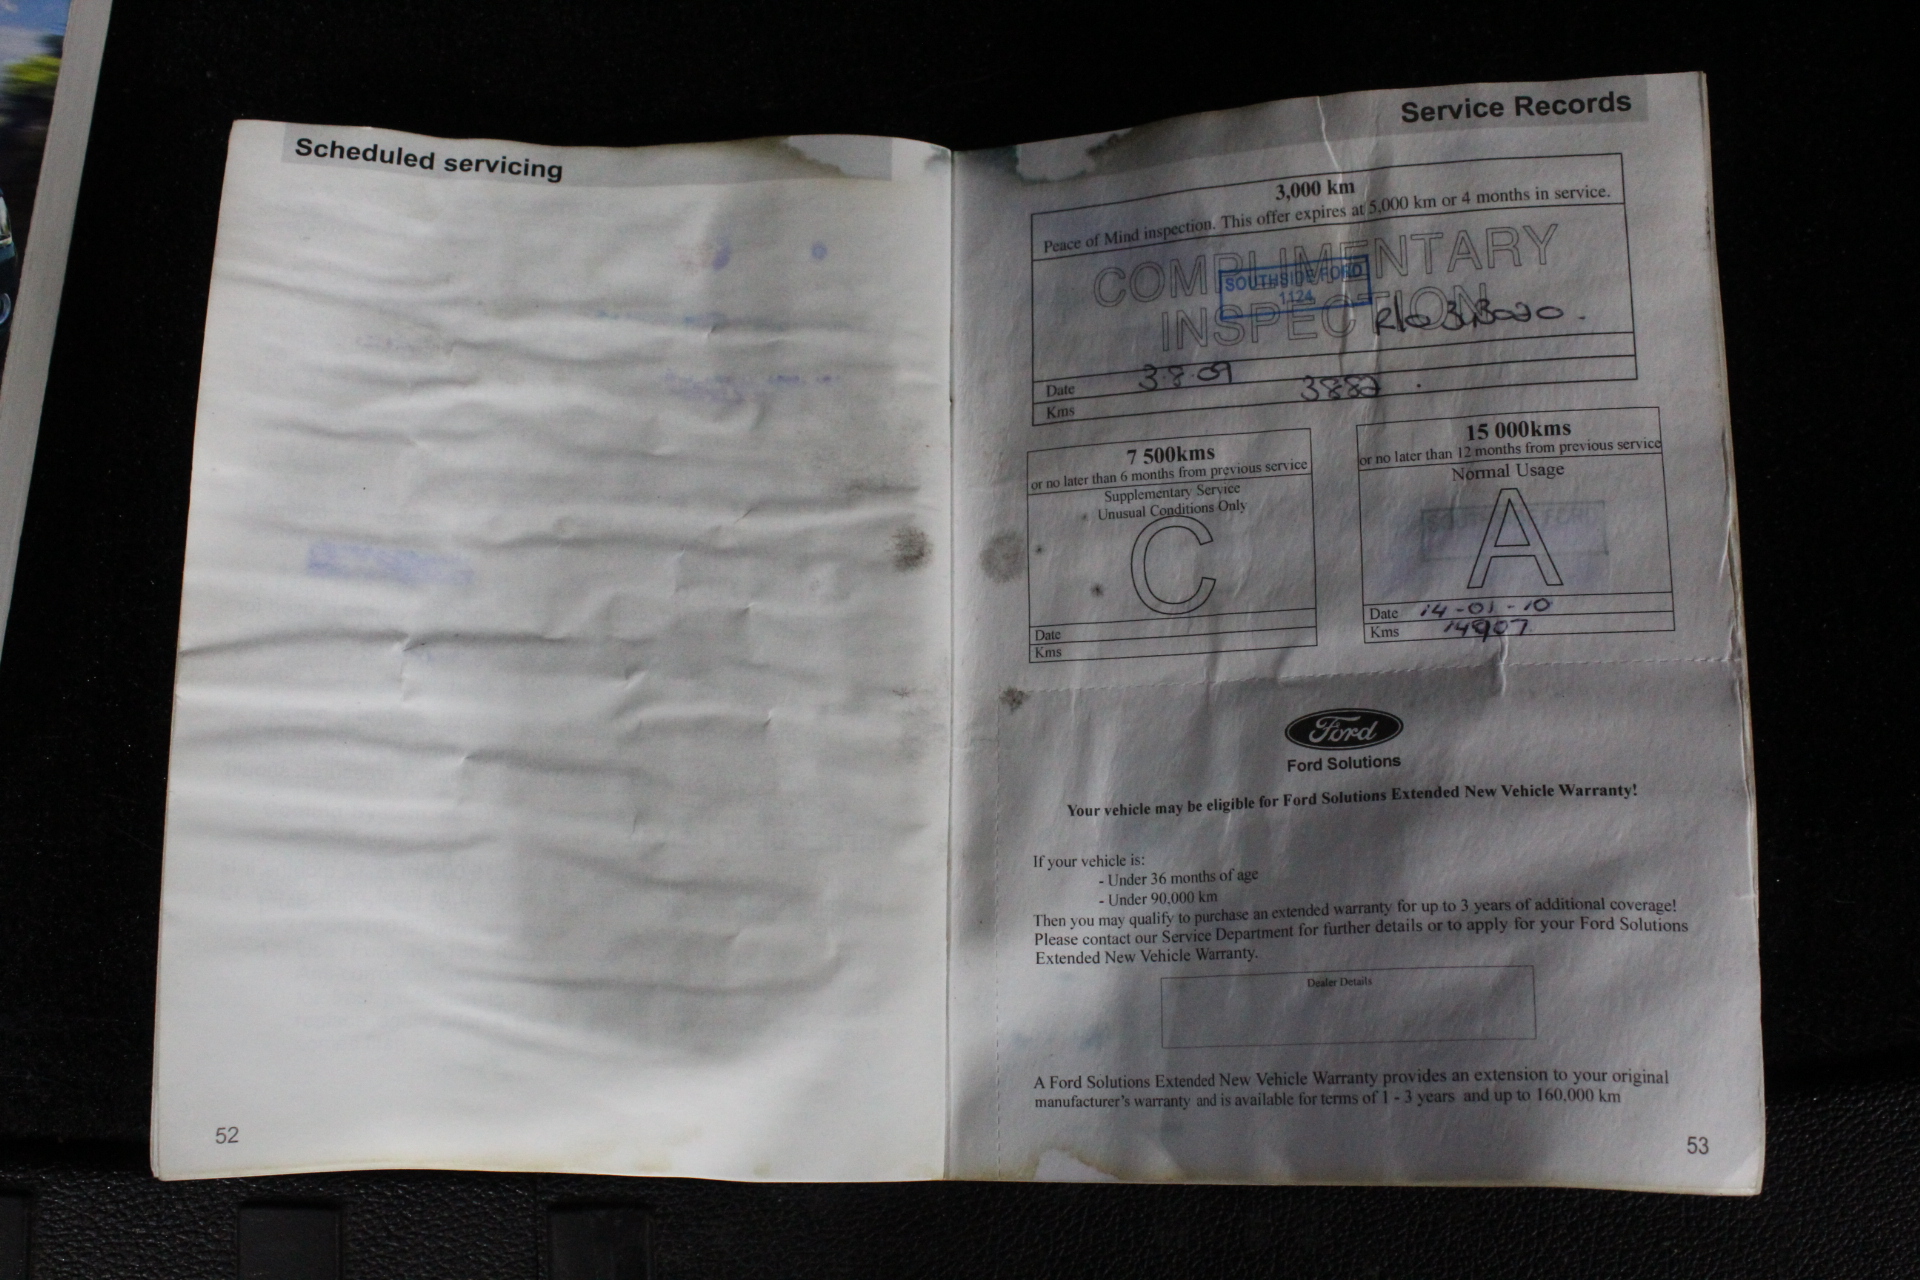 Scheduled servicing
52
Service Records
3,000 km
Peace of Mind inspection. This offer expires at 5,000 km or 4 months in service.
COMPLIMENTARY
INSPECTION
SOUTHSIDE FORD
1124
Date 3.8.09
Kms 3882
7 500kms
or no later than 6 months from previous service
Supplementary Service
Unusual Conditions Only
C
Date
Kms
15 000kms
or no later than 12 months from previous service
Normal Usage
A
Date 14-01-10
Kms 14907
Ford
Ford Solutions
Your vehicle may be eligible for Ford Solutions Extended New Vehicle Warranty!
If your vehicle is:
- Under 36 months of age
- Under 90,000 km
Then you may qualify to purchase an extended warranty for up to 3 years of additional coverage!
Please contact our Service Department for further details or to apply for your Ford Solutions
Extended New Vehicle Warranty.
Dealer Details
A Ford Solutions Extended New Vehicle Warranty provides an extension to your original
manufacturer's warranty and is available for terms of 1 - 3 years and up to 160,000 km
53